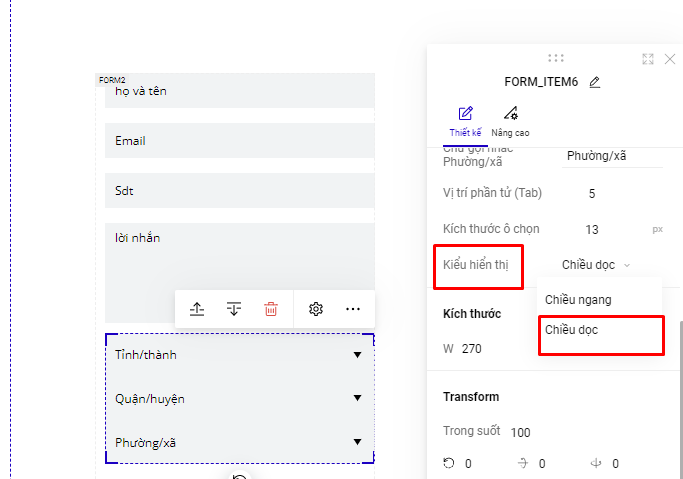 FORM2
họ và tên
Email
Sdt
lời nhắn
Tỉnh/thành
Quận/huyện
Phường/xã
FORM_ITEM6
Thiết kế
Nâng cao
Chữ gợi nhắc
Phường/xã
Phường/xã
Vị trí phần tử (Tab) 5
Kích thước ô chọn 13 px
Kiểu hiển thị Chiều dọc
Chiều ngang
Chiều dọc
Kích thước
W 270
Transform
Trong suốt 100
0 0 0